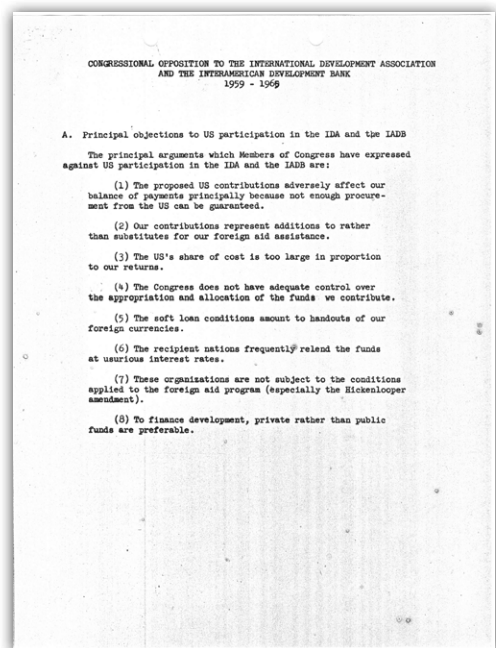 CONGRESSIONAL OPPOSITION TO THE INTERNATIONAL DEVELOPMENT ASSOCIATION
AND THE INTERAMERICAN DEVELOPMENT BANK
1959 - 1965
A. Principal objections to US participation in the IDA and the IADB
The principal arguments which Members of Congress have expressed
against US participation in the IDA and the IADB are:
(1) The proposed US contributions adversely affect our
balance of payments principally because not enough procure-
ment from the US can be guaranteed.
(2) Our contributions represent additions to rather
than substitutes for our foreign aid assistance.
(3) The US's share of cost is too large in proportion
to our returns.
(4) The Congress does not have adequate control over
the appropriation and allocation of the funds we contribute.
(5) The soft loan conditions amount to handouts of our
foreign currencies.
(6) The recipient nations frequently relend the funds
at usurious interest rates.
(7) These organizations are not subject to the conditions
applied to the foreign aid program (especially the Hickenlooper
amendment).
(8) To finance development, private rather than public
funds are preferable.